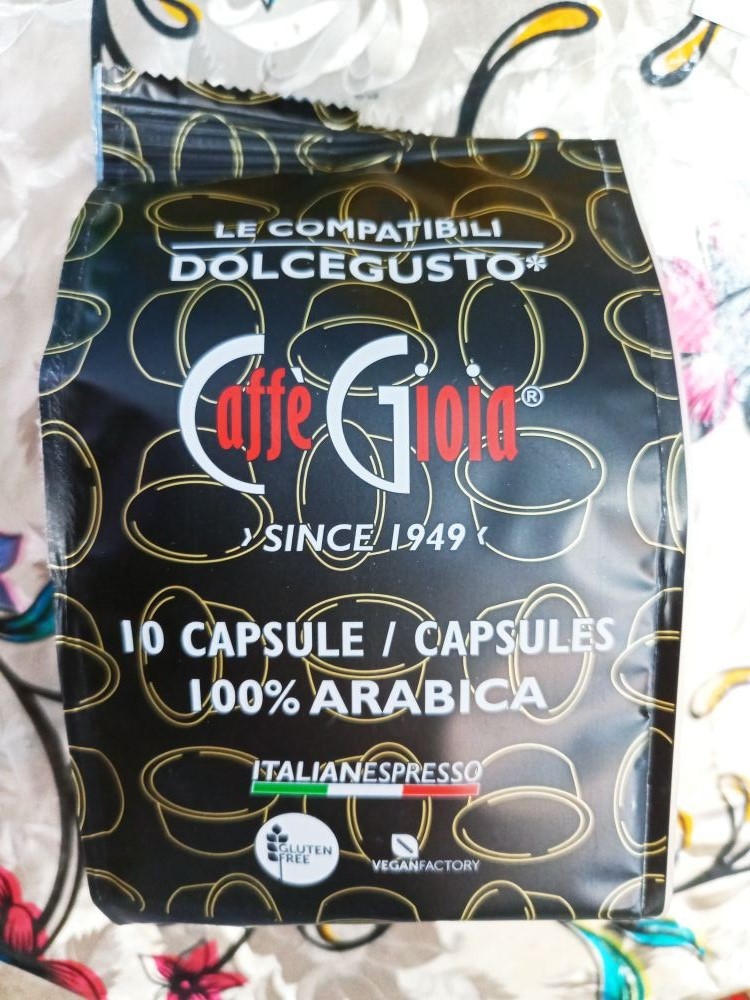 LE COMPATIBILI
DOLCEGUSTO*
Caffè Gioia®
SINCE 1949
10 CAPSULE / CAPSULES
100% ARABICA
ITALIANESPRESSO
GLUTEN
FREE
VEGANFACTORY